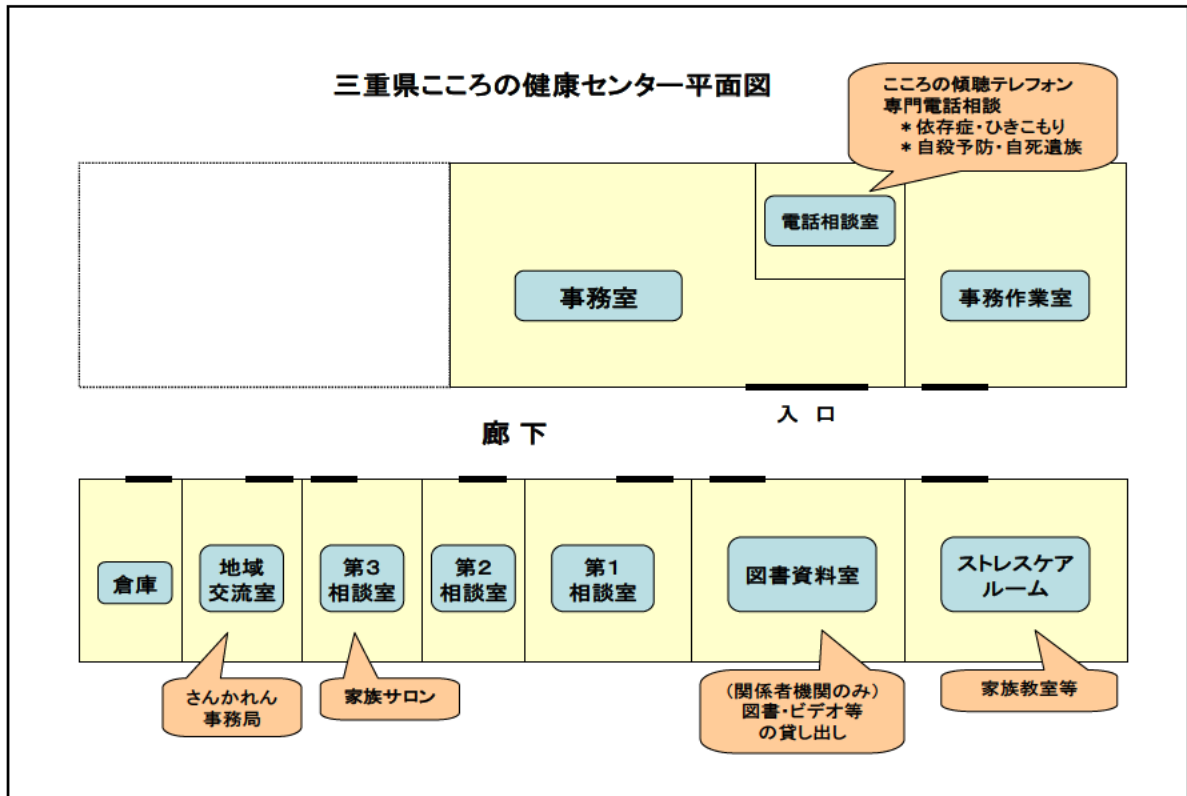 三重県こころの健康センター平面図
こころの傾聴テレフォン
専門電話相談
＊依存症・ひきこもり
＊自殺予防・自死遺族
電話相談室
事務室
事務作業室
入 口
廊 下
倉庫
地域
交流室
第３
相談室
第２
相談室
第１
相談室
図書資料室
ストレスケア
ルーム
さんかれん
事務局
家族サロン
(関係者機関のみ)
図書・ビデオ等
の貸し出し
家族教室等